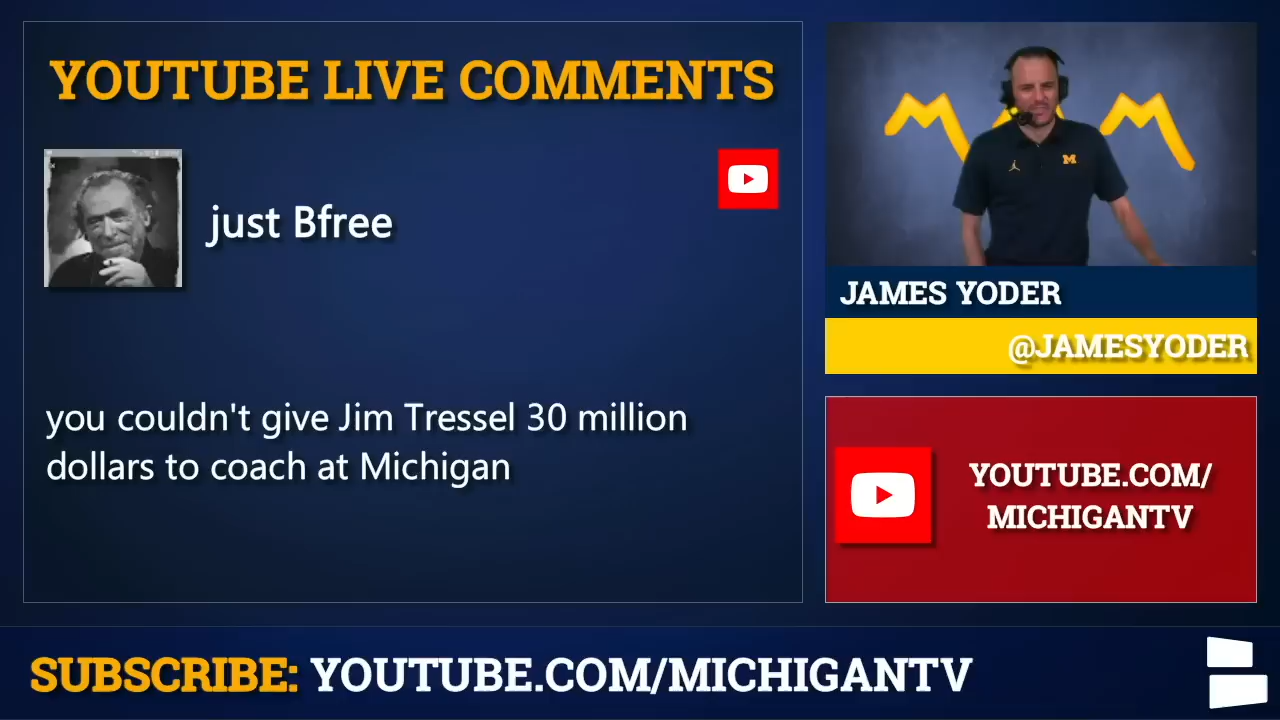 YOUTUBE LIVE COMMENTS
just Bfree
you couldn't give Jim Tressel 30 million
dollars to coach at Michigan
M
JAMES YODER
@JAMESYODER
YOUTUBE.COM/
MICHIGANTV
SUBSCRIBE: YOUTUBE.COM/MICHIGANTV